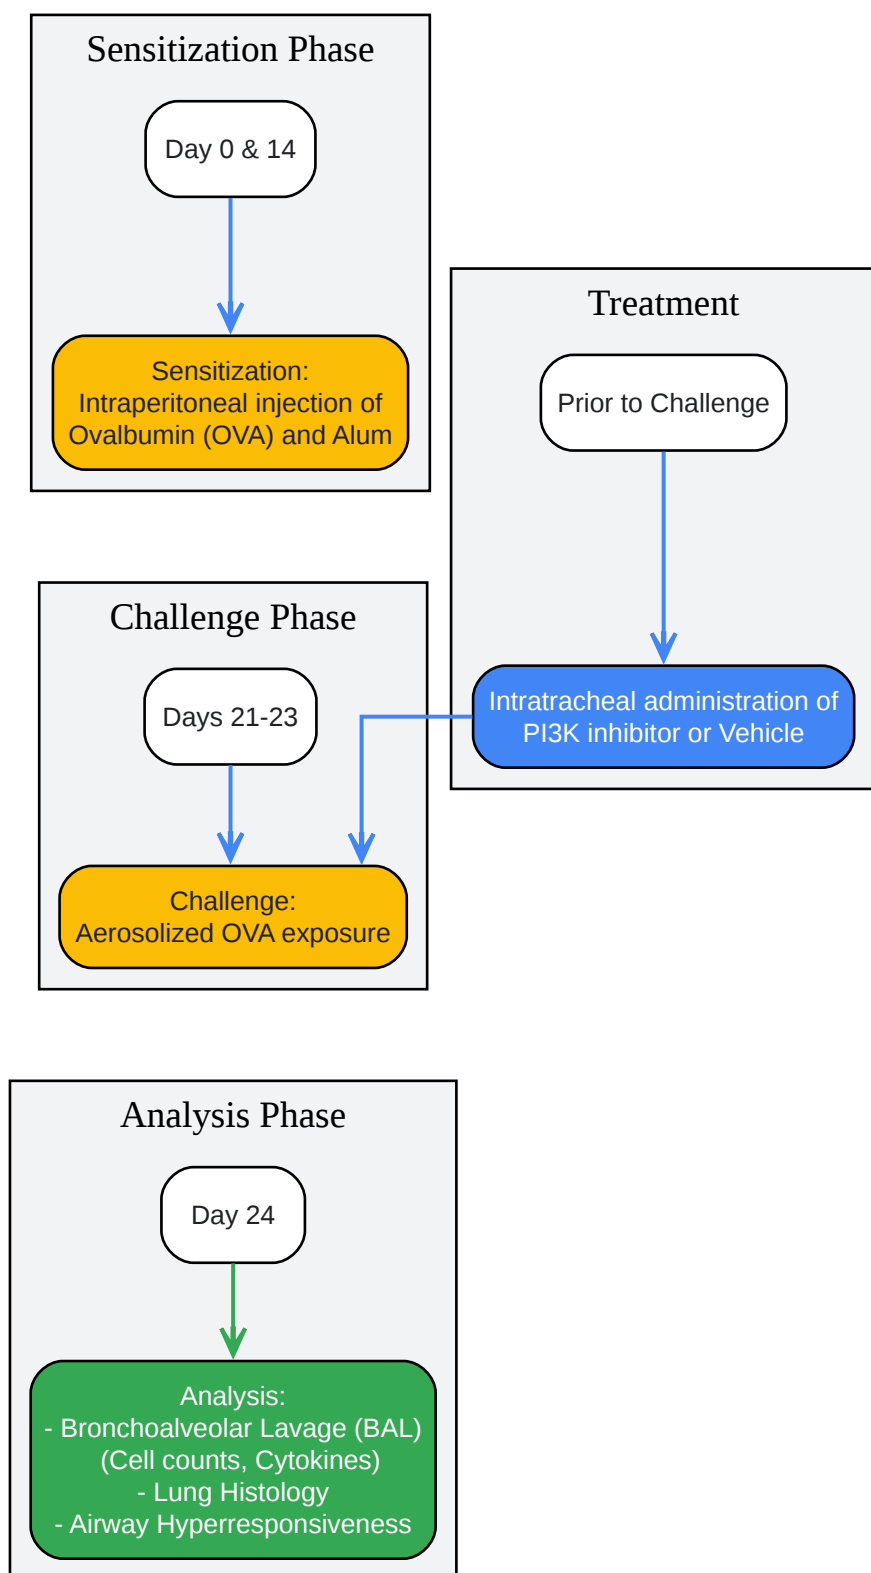 Sensitization Phase
Day 0 & 14
Sensitization:
Intraperitoneal injection of
Ovalbumin (OVA) and Alum
Treatment
Prior to Challenge
Intratracheal administration of
PI3K inhibitor or Vehicle
Challenge Phase
Days 21-23
Challenge:
Aerosolized OVA exposure
Analysis Phase
Day 24
Analysis:
- Bronchoalveolar Lavage (BAL)
(Cell counts, Cytokines)
- Lung Histology
- Airway Hyperresponsiveness